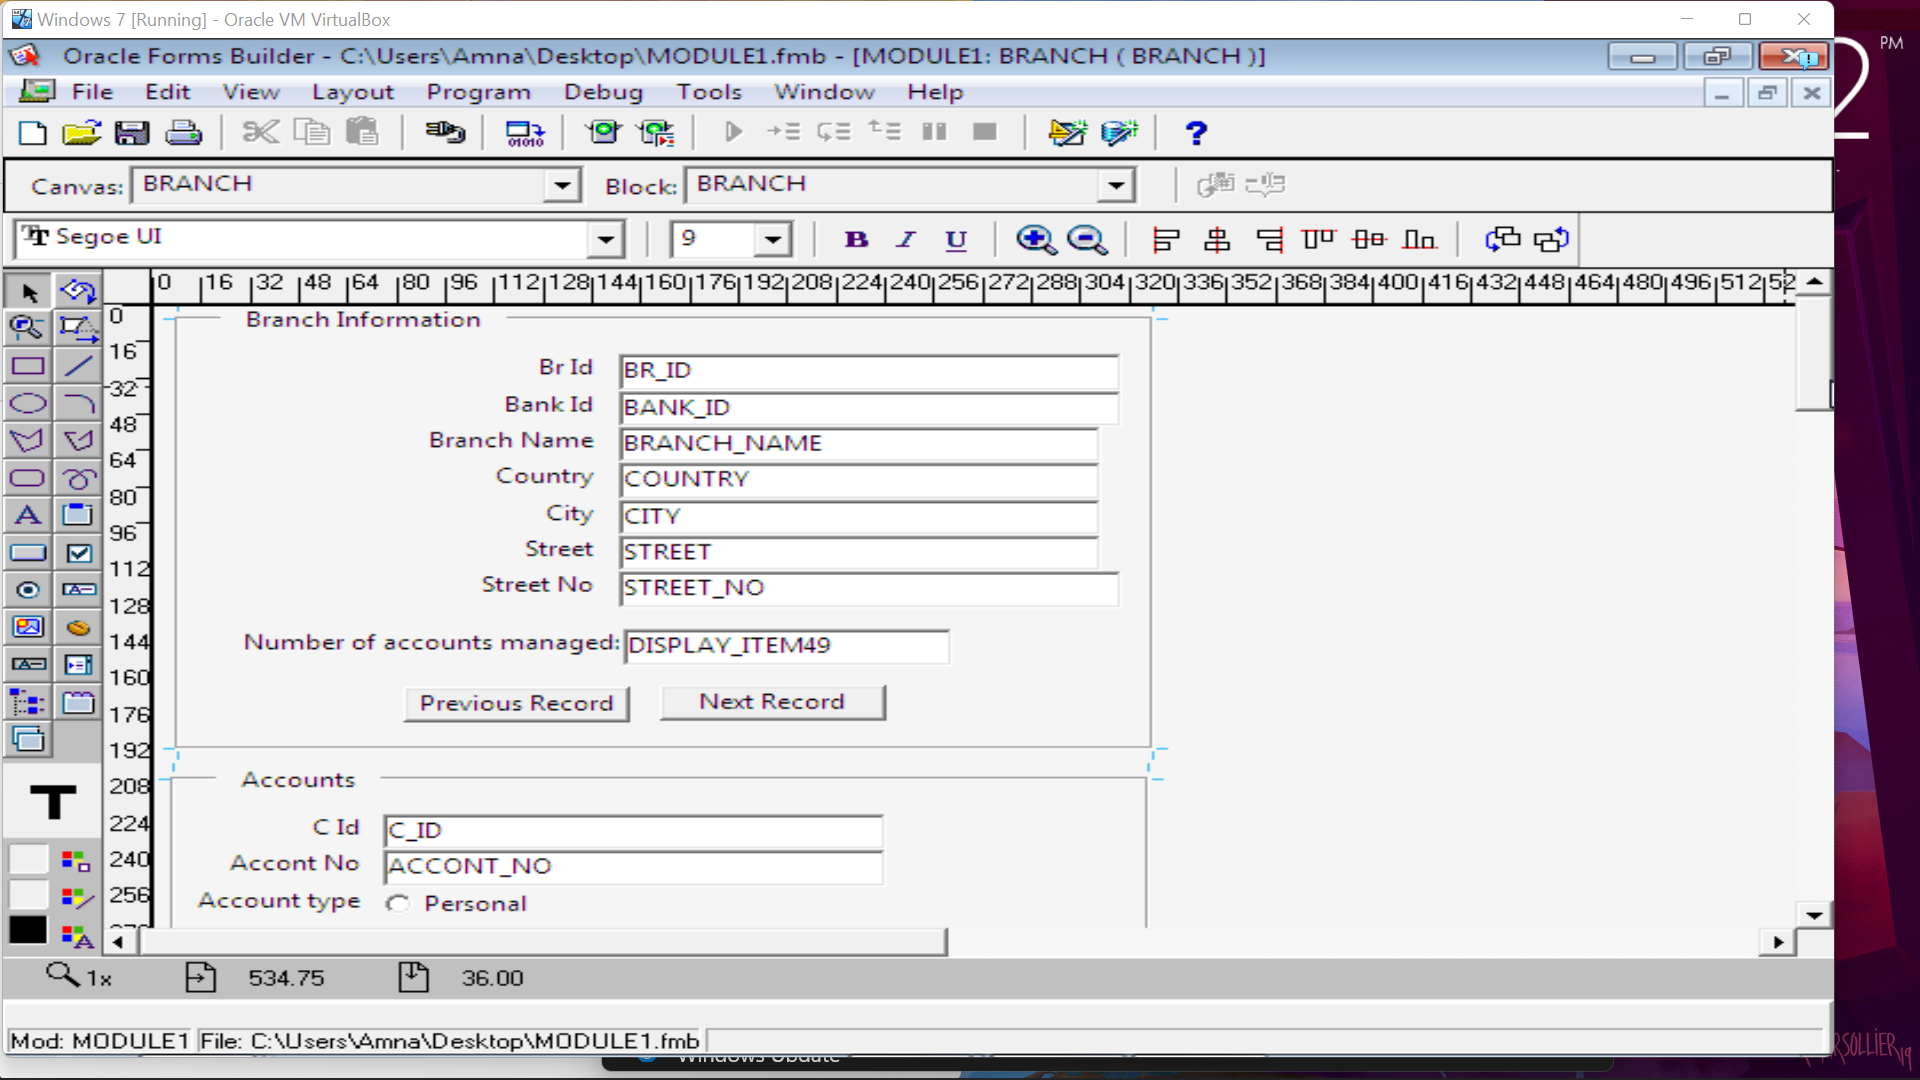 Windows 7 [Running] - Oracle VM VirtualBox
PM
2
Oracle Forms Builder - C:\Users\Amna\Desktop\MODULE1.fmb - [MODULE1: BRANCH ( BRANCH )]
File Edit View Layout Program Debug Tools Window Help
01010
Canvas: BRANCH Block: BRANCH
Segoe UI 9 B I U
0 16 32 48 64 80 96 112 128 144 160 176 192 208 224 240 256 272 288 304 320 336 352 368 384 400 416 432 448 464 480 496 512 52
0
16
32
48
64
80
96
112
128
144
160
176
192
208
224
240
256
Branch Information
Br Id BR_ID
Bank Id BANK_ID
Branch Name BRANCH_NAME
Country COUNTRY
City CITY
Street STREET
Street No STREET_NO
Number of accounts managed: DISPLAY_ITEM49
Previous Record Next Record
Accounts
C Id C_ID
Accont No ACCONT_NO
Account type Personal
1x 534.75 36.00
Mod: MODULE1 File: C:\Users\Amna\Desktop\MODULE1.fmb
Windows Update